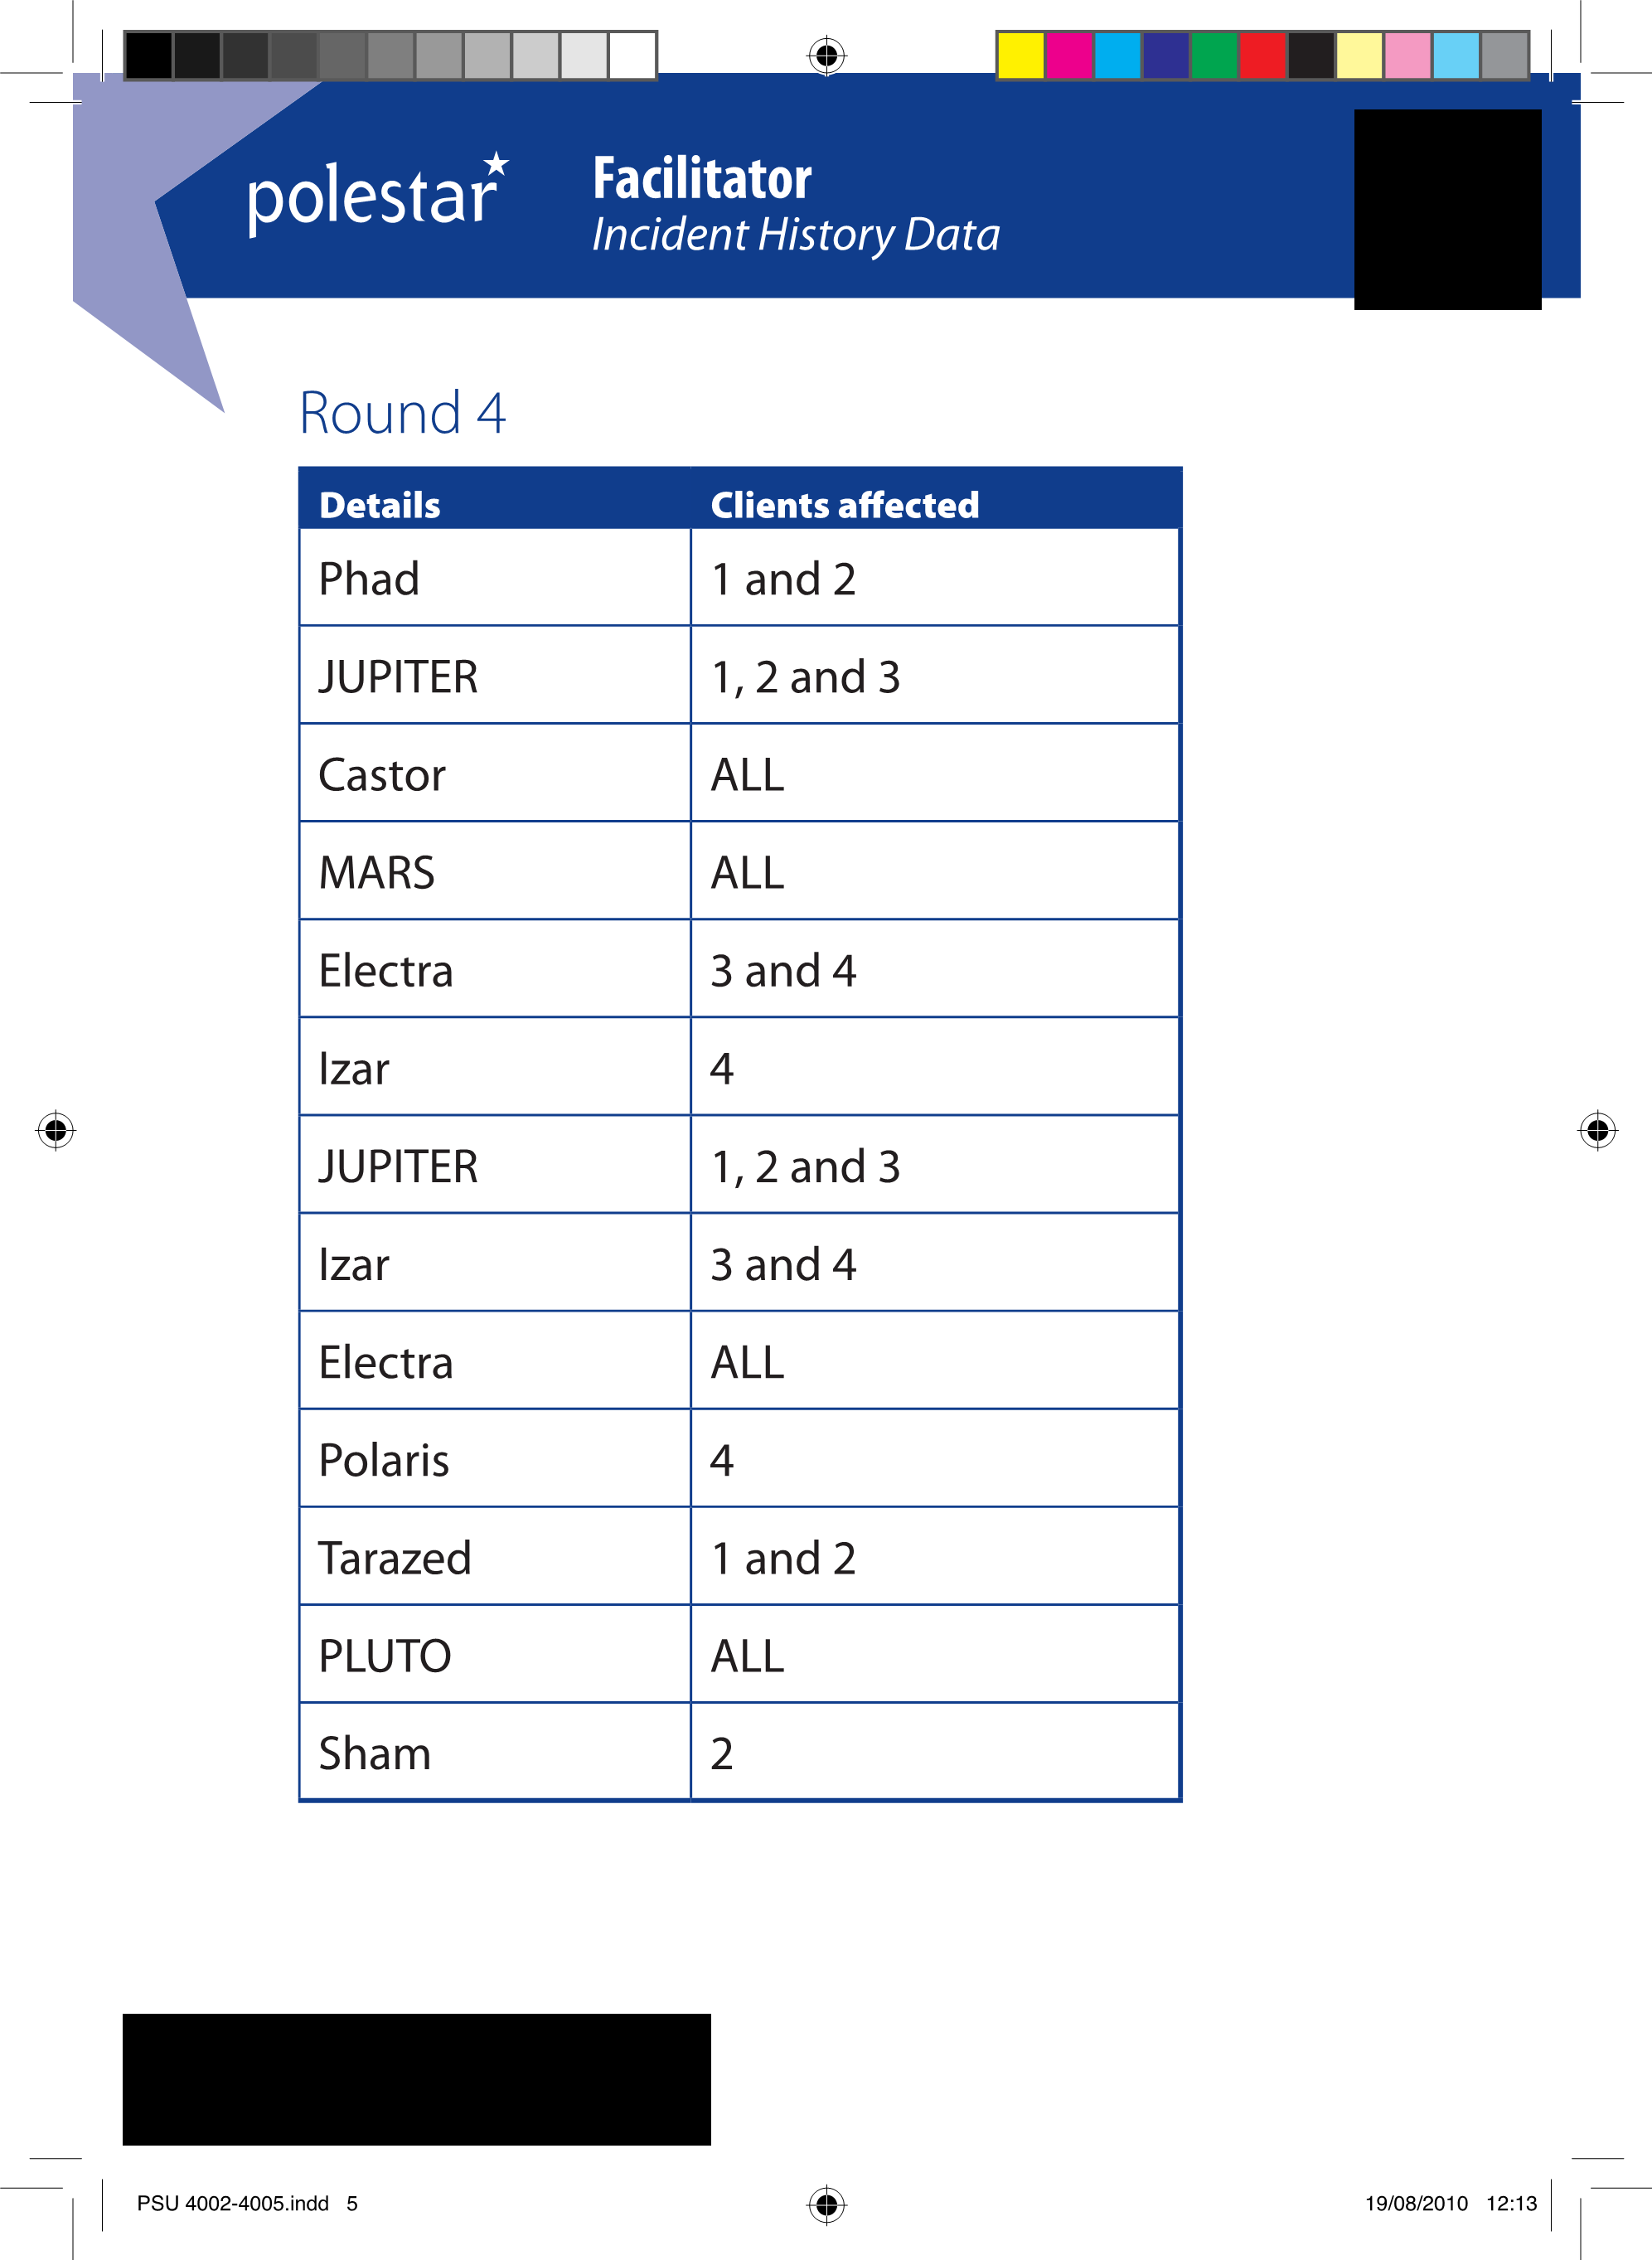 polestar
Facilitator
Incident History Data
Round 4
Details Clients affected
Phad 1 and 2
JUPITER 1, 2 and 3
Castor ALL
MARS ALL
Electra 3 and 4
Izar 4
JUPITER 1, 2 and 3
Izar 3 and 4
Electra ALL
Polaris 4
Tarazed 1 and 2
PLUTO ALL
Sham 2
PSU 4002-4005.indd 5 19/08/2010 12:13